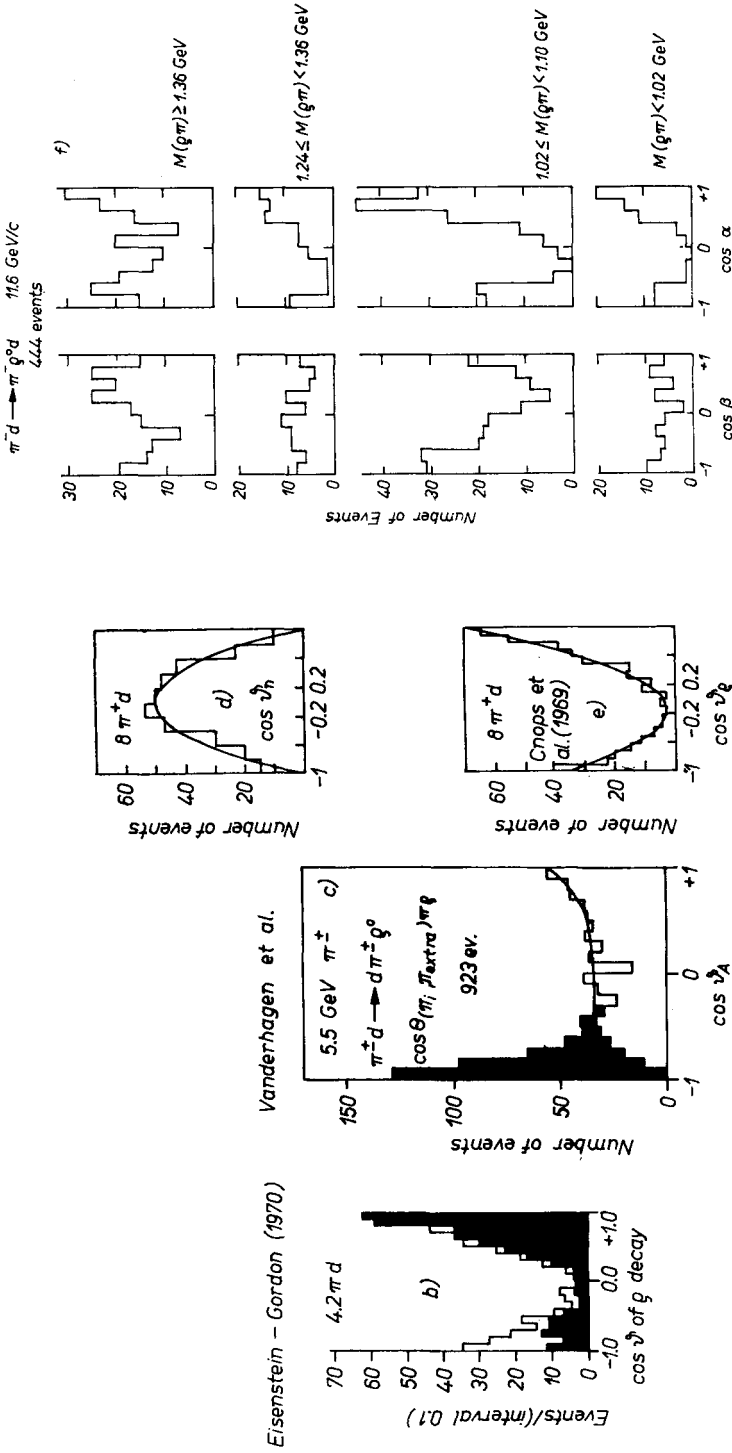 Eisenstein – Gordon (1970)
Events/(interval 0.1)
70
60
50
40
30
20
10
0
4.2 π d
b)
-1.0
0.0
+1.0
cos ϑ of ϱ decay
Vanderhagen et al.
Number of events
150
100
50
0
5.5 GeV π± c)
π±d → d π± ϱ°
cos θ(π; π extra) πϱ
923 ev.
-1
0
+1
cos ϑA
Number of events
60
40
20
8 π+d
d)
cos ϑn
-1
-0.2
0.2
Number of events
60
40
20
8 π+d
Cnops et
al. (1969)
e)
-1
-0.2
0.2
cos ϑϱ
π⁻d → π⁻ϱ°d
11.6 GeV/c
444 events
f)
Number of Events
30
20
10
0
M(ϱπ) ≥ 1.36 GeV
20
10
0
1.24 ≤ M(ϱπ) < 1.36 GeV
40
30
20
10
0
1.02 ≤ M(ϱπ) < 1.10 GeV
20
10
0
M(ϱπ) < 1.02 GeV
-1
0
+1
cos β
-1
0
+1
cos α